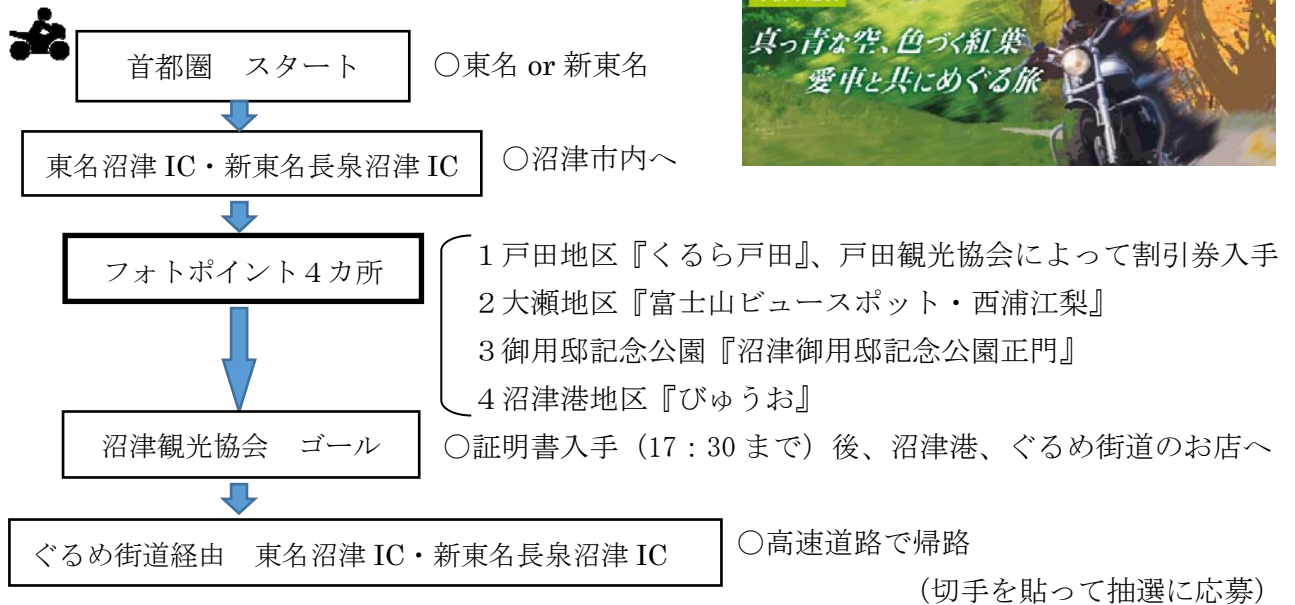 真っ青な空、色づく紅葉
愛車と共にめぐる旅
首都圏　スタート　○東名 or 新東名
東名沼津 IC・新東名長泉沼津 IC　○沼津市内へ
フォトポイント４カ所
１戸田地区『くるら戸田』、戸田観光協会によって割引券入手
２大瀬地区『富士山ビュースポット・西浦江梨』
３御用邸記念公園『沼津御用邸記念公園正門』
４沼津港地区『びゅうお』
沼津観光協会　ゴール　○証明書入手（17：30 まで）後、沼津港、ぐるめ街道のお店へ
ぐるめ街道経由　東名沼津 IC・新東名長泉沼津 IC　○高速道路で帰路
（切手を貼って抽選に応募）